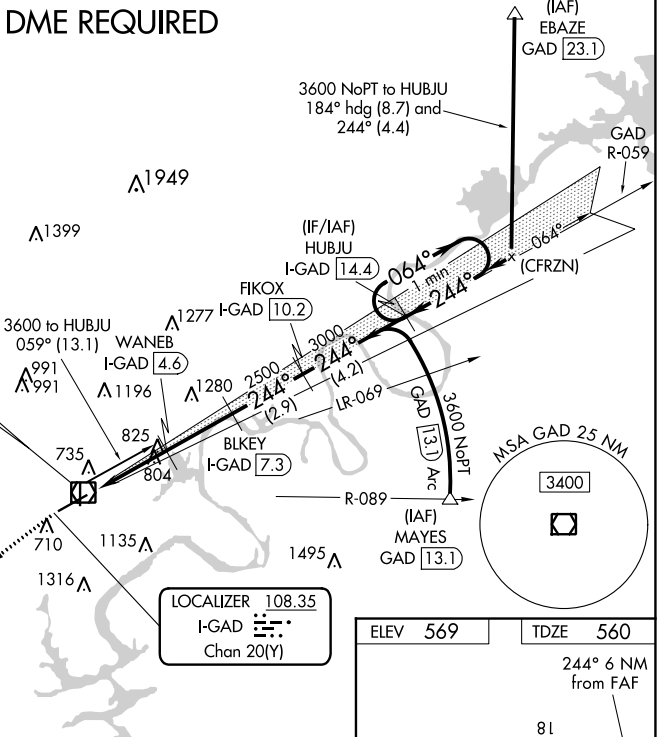 DME REQUIRED
(IAF)
EBAZE
GAD 23.1
3600 NoPT to HUBJU
184° hdg (8.7) and
244° (4.4)
GAD
R-059
1949
1399
(IF/IAF)
HUBJU
I-GAD 14.4
064°
1 min
244°
064°
(CFRZN)
FIKOX
I-GAD 10.2
1277
3600 to HUBJU
059° (13.1)
WANEB
I-GAD 4.6
991
991
1196
1280
2500
3000
244°
244°
(2.9)
(4.2)
LR-069
BLKEY
I-GAD 7.3
GAD 13.1 Arc
3600 NoPT
825
735
804
R-089
(IAF)
MAYES
GAD 13.1
MSA GAD 25 NM
3400
710
1135
1316
1495
LOCALIZER 108.35
I-GAD
Chan 20(Y)
ELEV 569
TDZE 560
244° 6 NM
from FAF
18